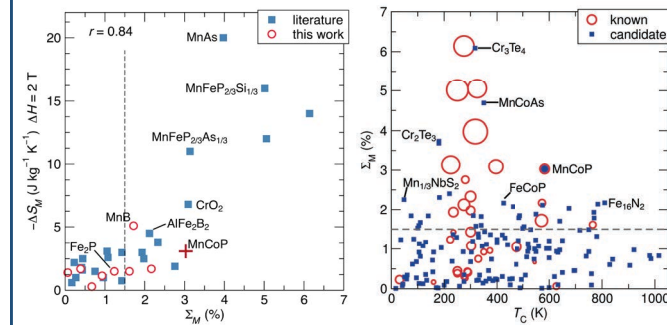 literature
this work
r = 0.84
MnAs
MnFeP2/3Si1/3
MnFeP2/3As1/3
CrO2
MnB
AlFe2B2
Fe2P
MnCoP
−ΔSM (J kg−1 K−1) ΔH = 2 T
20
15
10
5
0
0 1 2 3 4 5 6 7
ΣM (%)
known
candidate
Cr3Te4
MnCoAs
Cr2Te3
MnCoP
Mn1/3NbS2
FeCoP
Fe16N2
ΣM (%)
7
6
5
4
3
2
1
0
0 200 400 600 800 1000
TC (K)